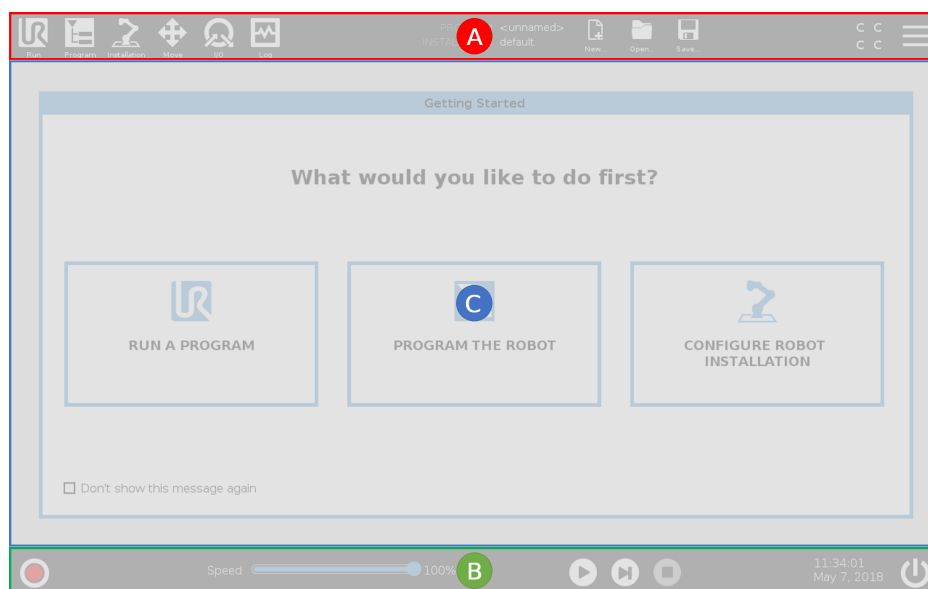 <unnamed>
default
C C
C C
Run
Program
Installation
Move
I/O
Log
A
New...
Open...
Save...
Getting Started
What would you like to do first?
RUN A PROGRAM
C
PROGRAM THE ROBOT
CONFIGURE ROBOT
INSTALLATION
Don't show this message again
Speed
100%
B
11:34:01
May 7, 2018